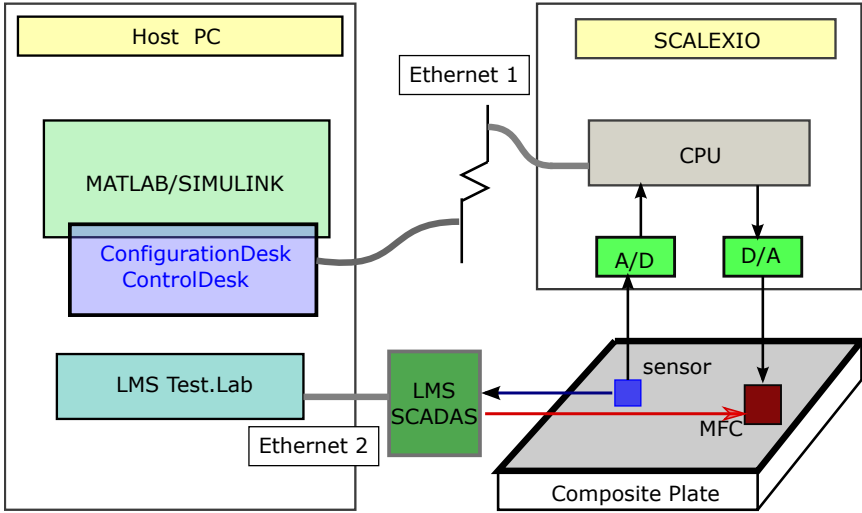 Host PC
SCALEXIO
Ethernet 1
MATLAB/SIMULINK
CPU
ConfigurationDesk
ControlDesk
A/D
D/A
sensor
LMS Test.Lab
LMS
SCADAS
MFC
Ethernet 2
Composite Plate